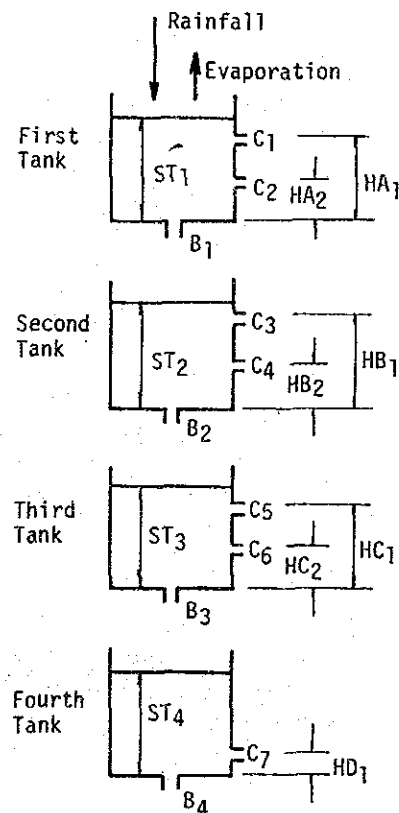 Rainfall
Evaporation
First
Tank
ST1
C1
C2
HA2
HA1
B1
Second
Tank
ST2
C3
C4
HB2
HB1
B2
Third
Tank
ST3
C5
C6
HC2
HC1
B3
Fourth
Tank
ST4
C7
HD1
B4